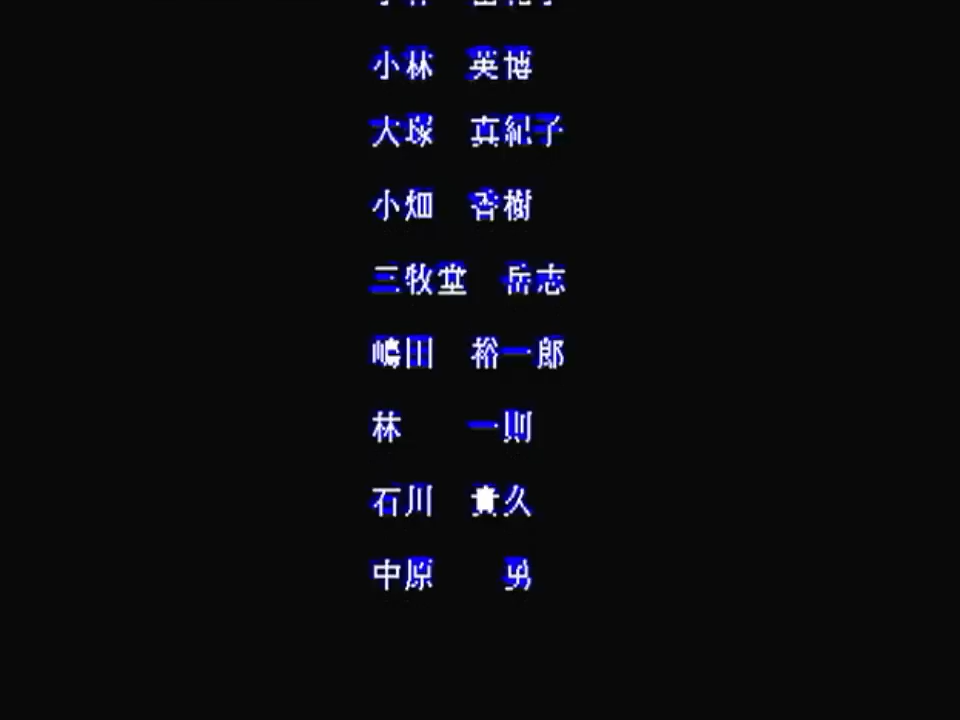 小林　英博
大塚　真紀子
小畑　香樹
三牧堂　岳志
嶋田　裕一郎
林　　一則
石川　貴久
中原　　男